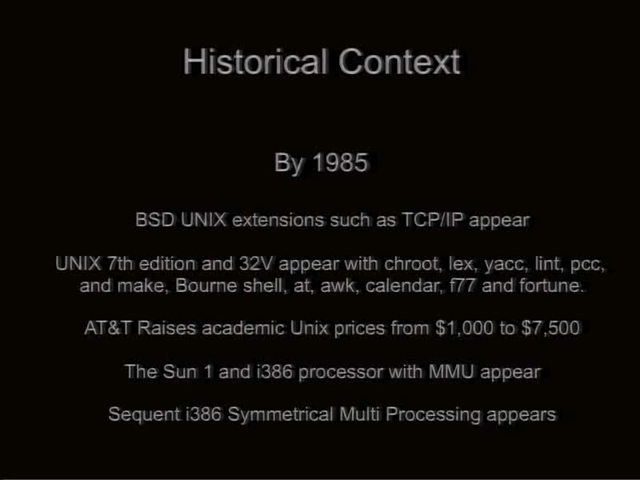 Historical Context
By 1985
BSD UNIX extensions such as TCP/IP appear
UNIX 7th edition and 32V appear with chroot, lex, yacc, lint, pcc,
and make, Bourne shell, at, awk, calendar, f77 and fortune.
AT&T Raises academic Unix prices from $1,000 to $7,500
The Sun 1 and i386 processor with MMU appear
Sequent i386 Symmetrical Multi Processing appears